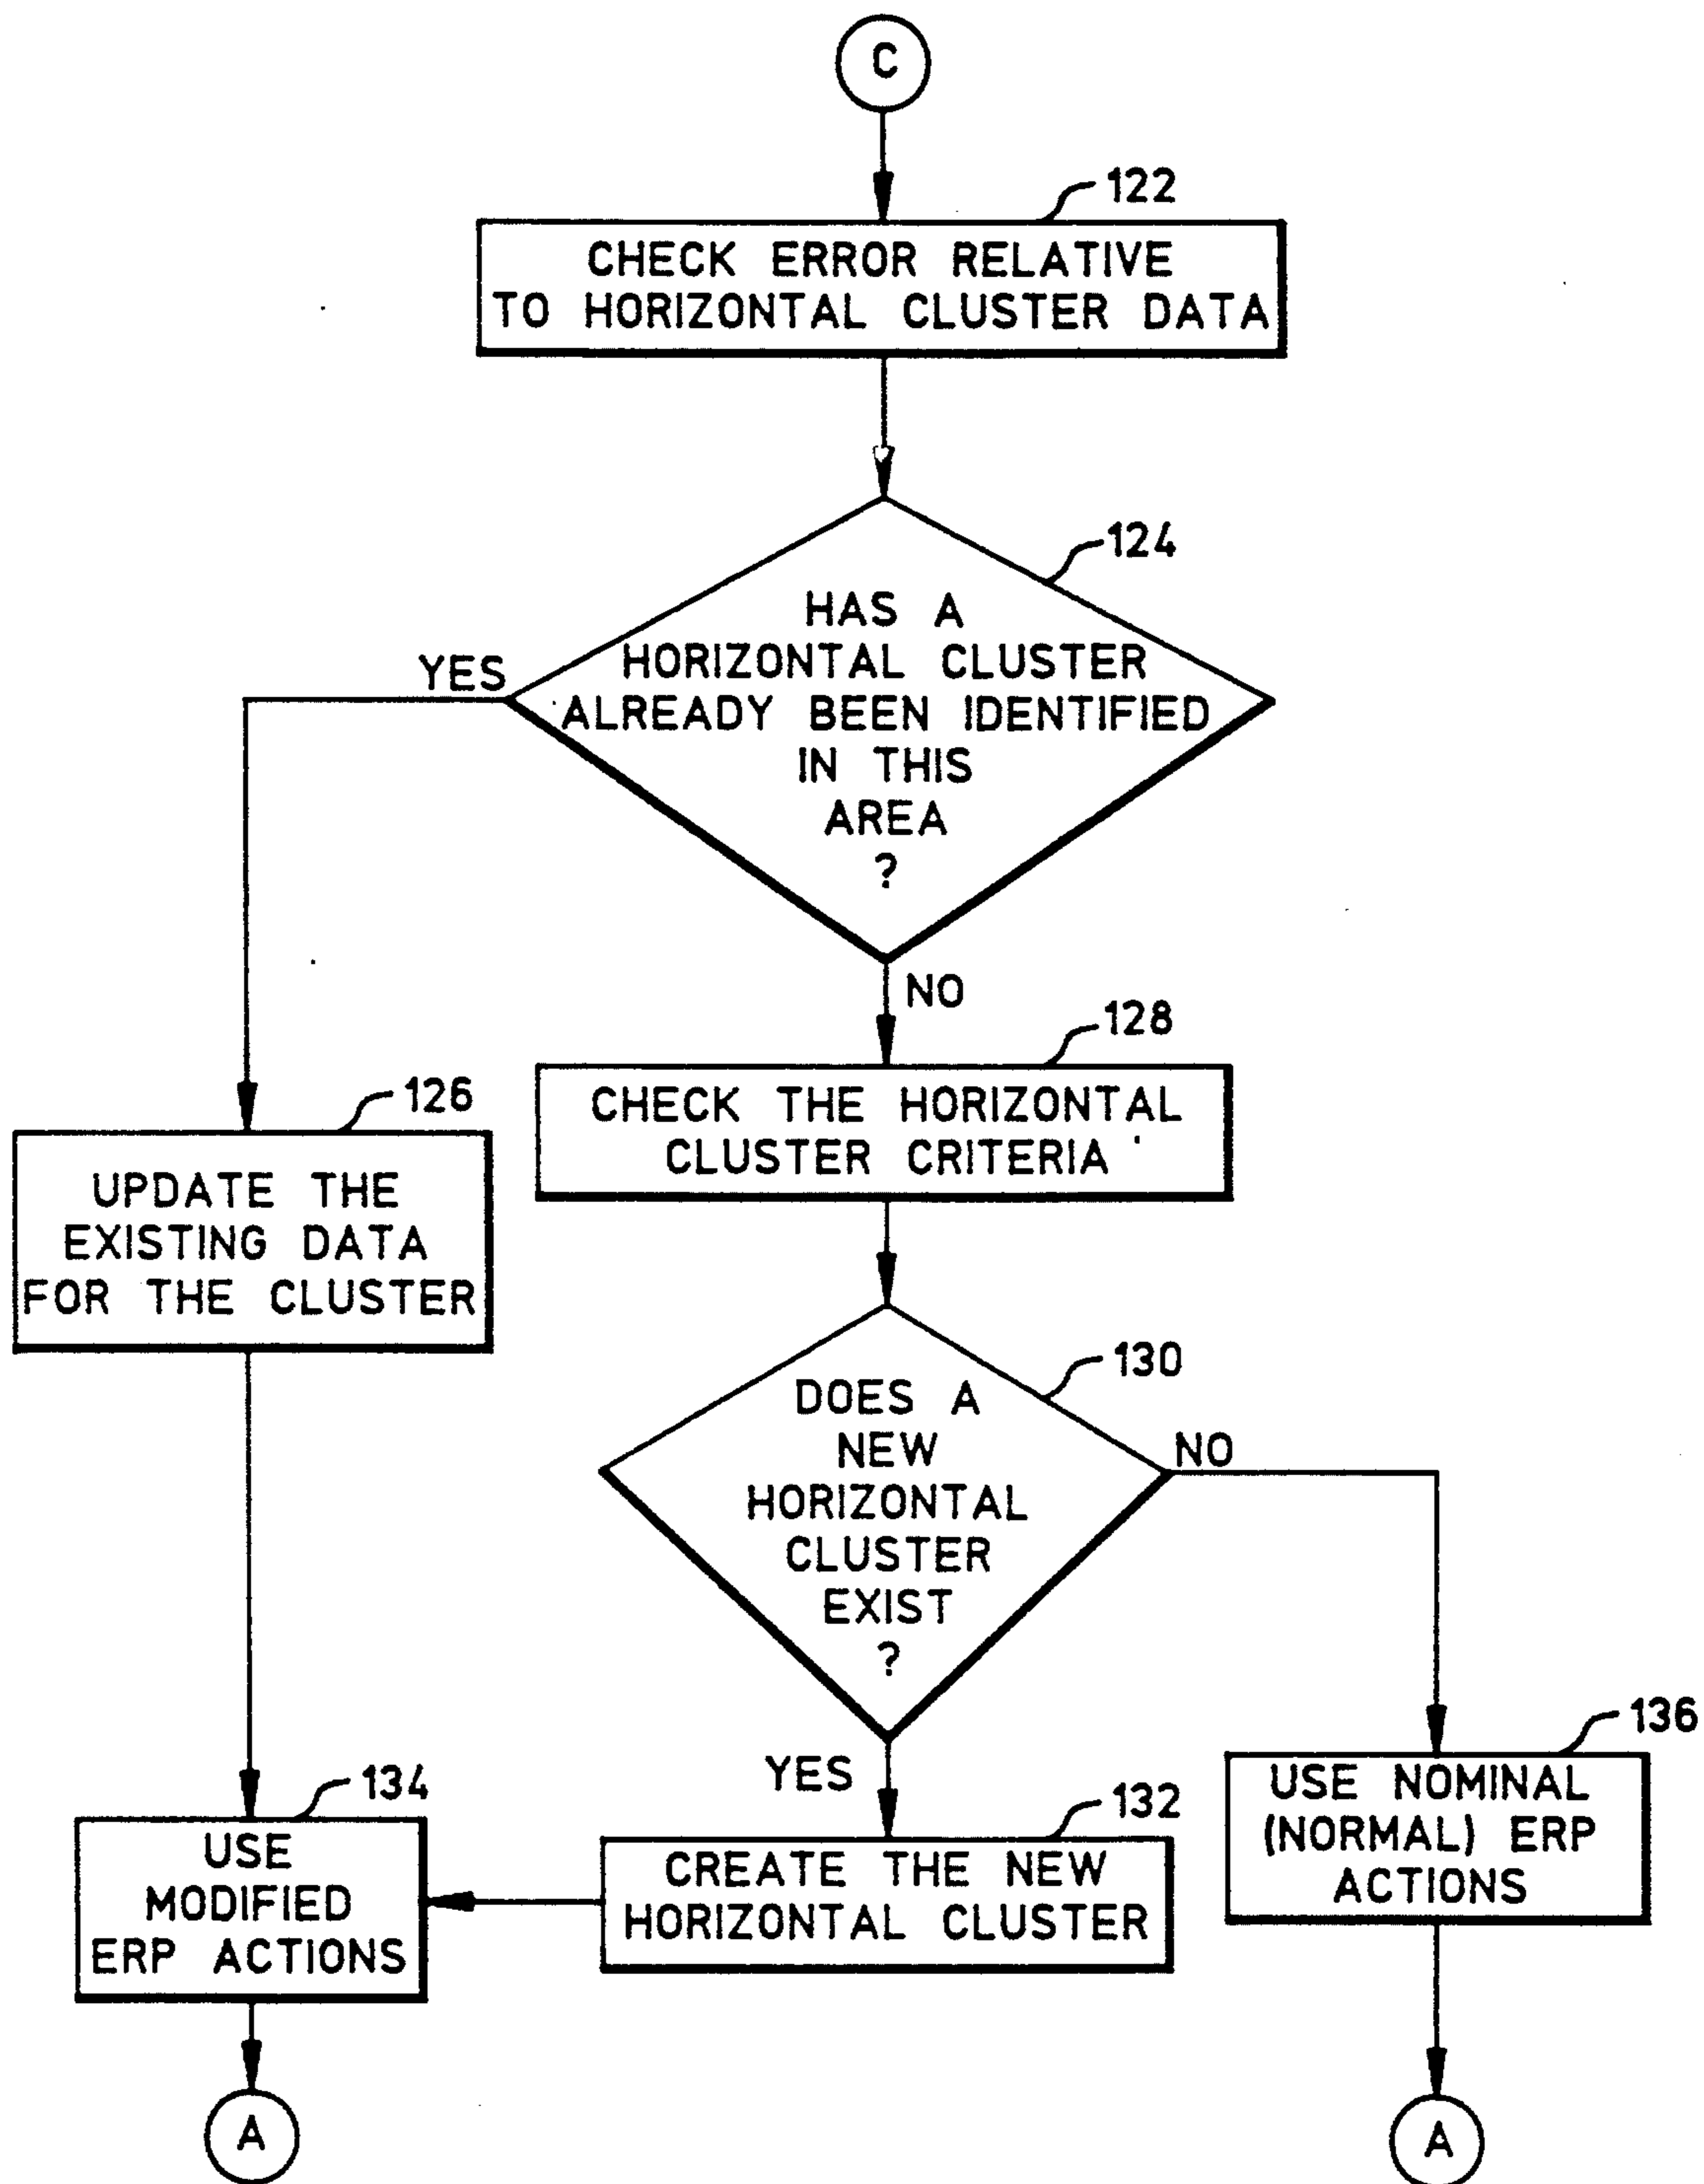 C
122
CHECK ERROR RELATIVE
TO HORIZONTAL CLUSTER DATA
124
HAS A
HORIZONTAL CLUSTER
ALREADY BEEN IDENTIFIED
IN THIS
AREA
?
YES
NO
128
CHECK THE HORIZONTAL
CLUSTER CRITERIA
126
UPDATE THE
EXISTING DATA
FOR THE CLUSTER
130
DOES A
NEW
HORIZONTAL
CLUSTER
EXIST
?
NO
YES
136
USE NOMINAL
(NORMAL) ERP
ACTIONS
132
CREATE THE NEW
HORIZONTAL CLUSTER
134
USE
MODIFIED
ERP ACTIONS
A
A